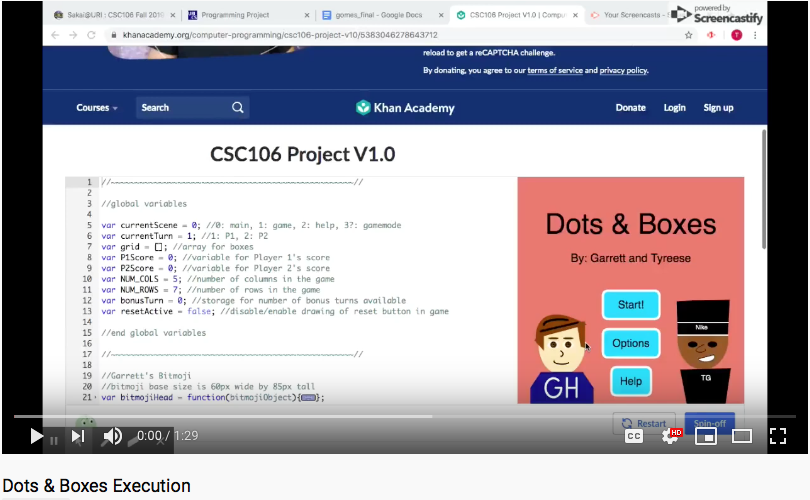 Sakai@URI : CSC106 Fall 2019
Programming Project
gomes_final - Google Docs
CSC106 Project V1.0 | Comput
Your Screencasts -
powered by
Screencastify
khanacademy.org/computer-programming/csc106-project-v10/5383046278643712
T
reload to get a reCAPTCHA challenge.
By donating, you agree to our terms of service and privacy policy.
Courses
Search
Khan Academy
Donate
Login
Sign up
CSC106 Project V1.0
1 //~~~~~~~~~~~~~~~~~~~~~~~~~~~~~~~~~~~~~~~~~~~~~~~~//
2
3 //global variables
4
5 var currentScene = 0; //0: main, 1: game, 2: help, 3?: gamemode
6 var currentTurn = 1; //1: P1, 2: P2
7 var grid = []; //array for boxes
8 var P1Score = 0; //variable for Player 1's score
9 var P2Score = 0; //variable for Player 2's score
10 var NUM_COLS = 5; //number of columns in the game
11 var NUM_ROWS = 7; //number of rows in the game
12 var bonusTurn = 0; //storage for number of bonus turns available
13 var resetActive = false; //disable/enable drawing of reset button in game
14
15 //end global variables
16
17 //~~~~~~~~~~~~~~~~~~~~~~~~~~~~~~~~~~~~~~~~~~~~~~~~//
18
19 //Garrett's Bitmoji
20 //bitmoji base size is 60px wide by 85px tall
21 var bitmojiHead = function(bitmojiObject){};
Dots & Boxes
By: Garrett and Tyreese
Start!
Options
Help
GH
Nike
TG
Restart
Spin-off
0:00 / 1:29
CC
HD
Dots & Boxes Execution